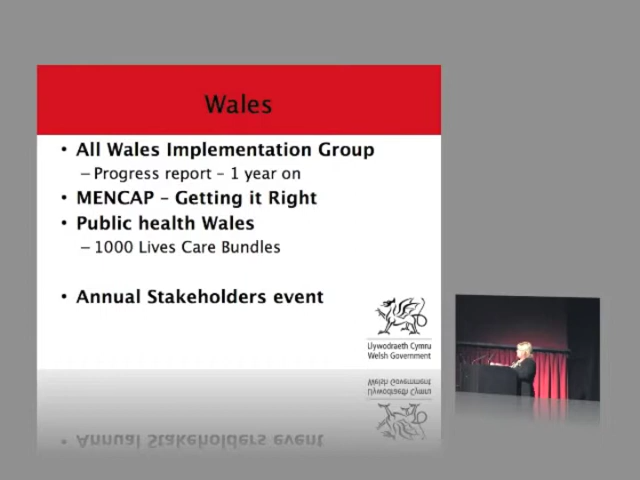 Wales
• All Wales Implementation Group
– Progress report – 1 year on
• MENCAP – Getting it Right
• Public health Wales
– 1000 Lives Care Bundles
• Annual Stakeholders event
Llywodraeth Cymru
Welsh Government